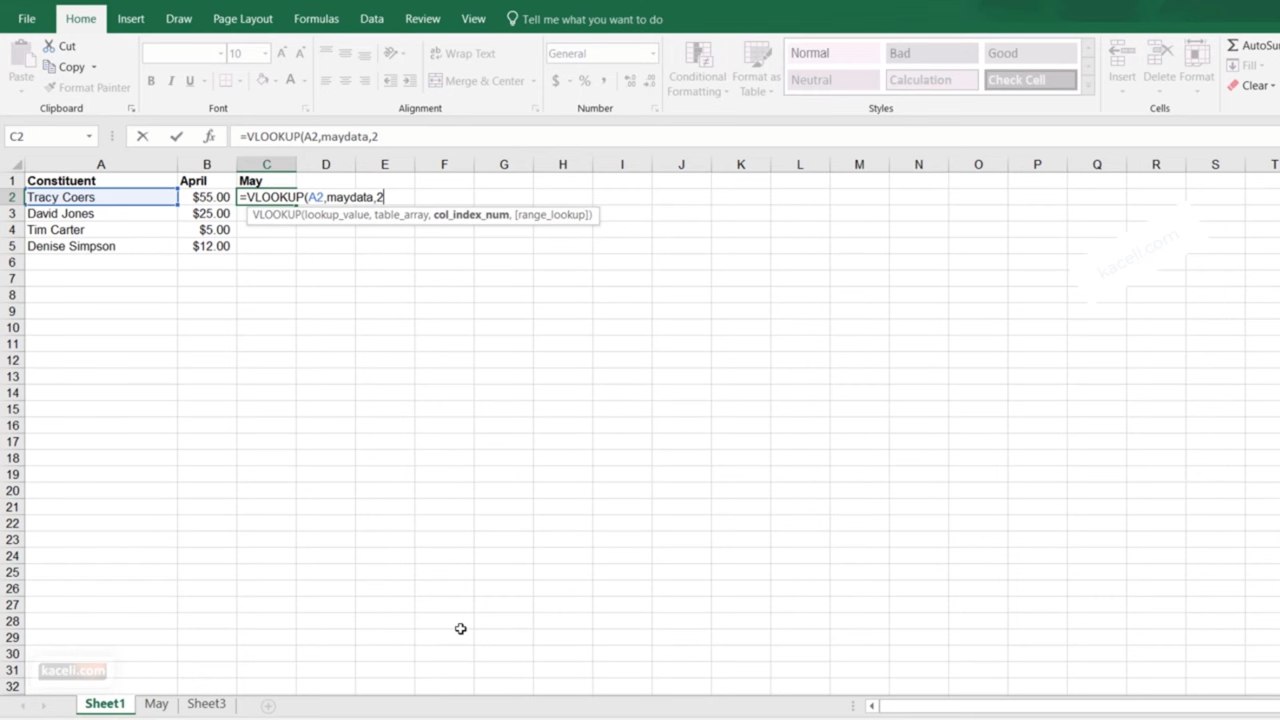 File Home Insert Draw Page Layout Formulas Data Review View Tell me what you want to do
Paste Cut Copy Format Painter Clipboard
10 B I U A Font
Wrap Text Merge & Center Alignment
General $ % , Number
Conditional Formatting Format as Table
Normal Bad Good
Neutral Calculation Check Cell
Styles
Insert Delete Format Cells
Σ AutoSu
Fill
Clear
C2 fx =VLOOKUP(A2,maydata,2
A B C D E F G H I J K L M N O P Q R S T
1 Constituent April May
2 Tracy Coers $55.00 =VLOOKUP(A2,maydata,2
VLOOKUP(lookup_value, table_array, col_index_num, [range_lookup])
3 David Jones $25.00
4 Tim Carter $5.00
5 Denise Simpson $12.00
6
7
8
9
10
11
12
13
14
15
16
17
18
19
20
21
22
23
24
25
26
27
28
29
30
31
32
kaceli.com
kaceli.com
Sheet1 May Sheet3